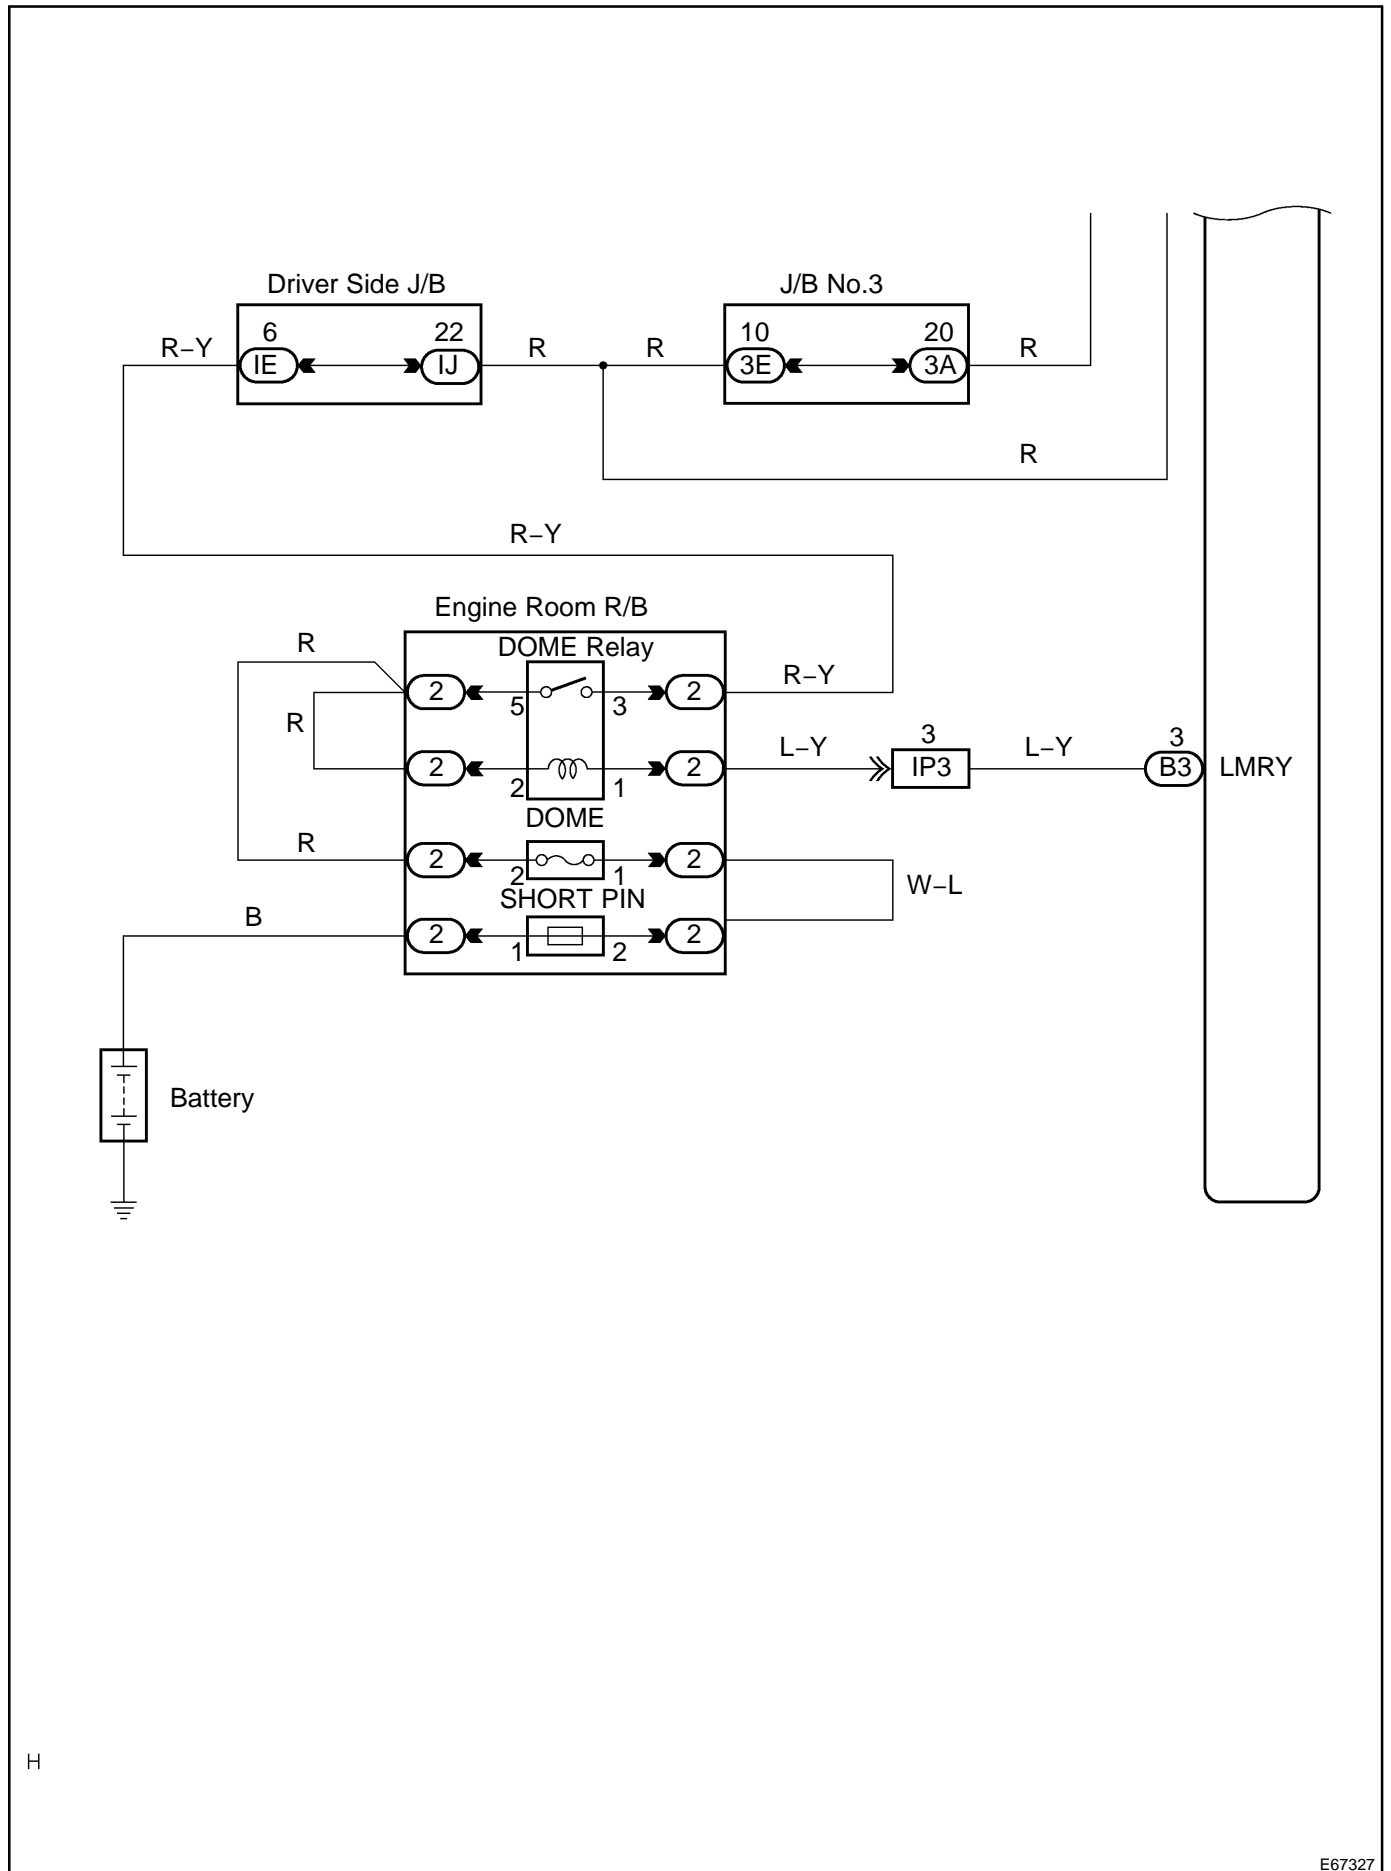 Driver Side J/B
J/B No.3
6
22
10
20
R–Y
IE
IJ
R
R
3E
3A
R
R
R–Y
Engine Room R/B
R
DOME Relay
2
5
3
2
R–Y
R
2
2
1
2
L–Y
3
IP3
L–Y
3
B3
LMRY
DOME
R
2
2
1
2
W–L
SHORT PIN
B
2
1
2
2
Battery
H
E67327